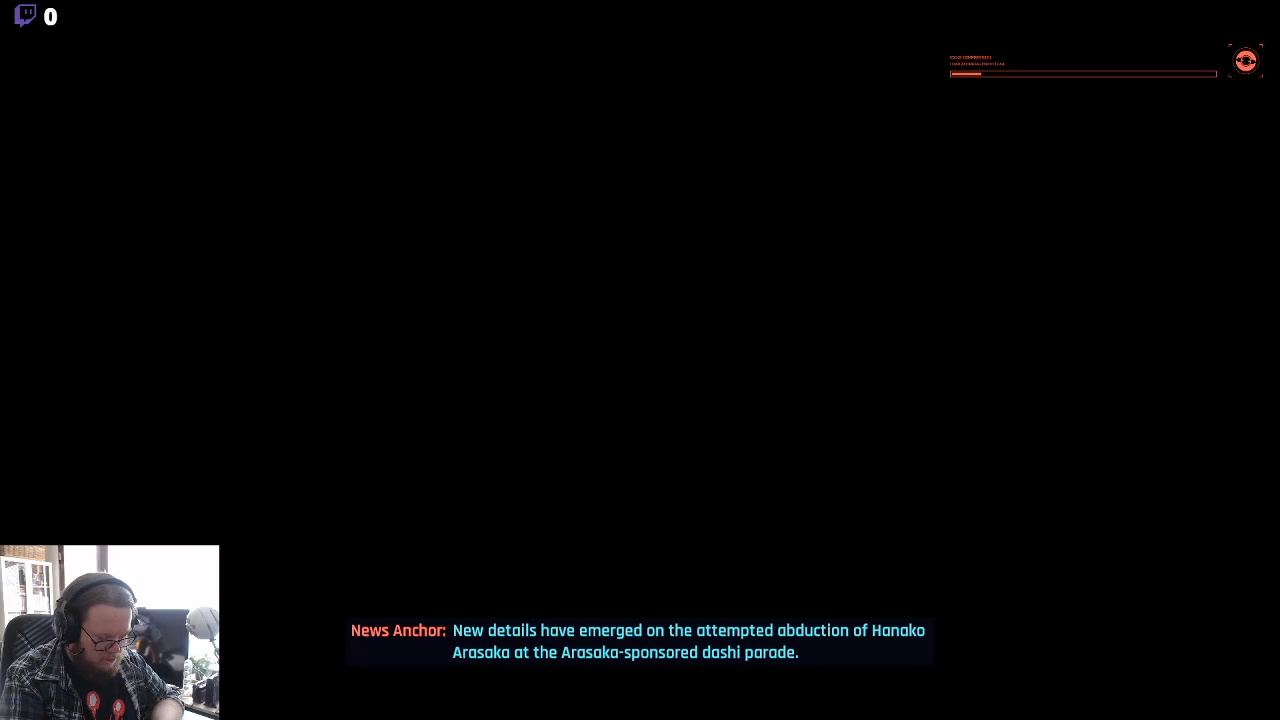 0
News Anchor: New details have emerged on the attempted abduction of Hanako
Arasaka at the Arasaka-sponsored dashi parade.